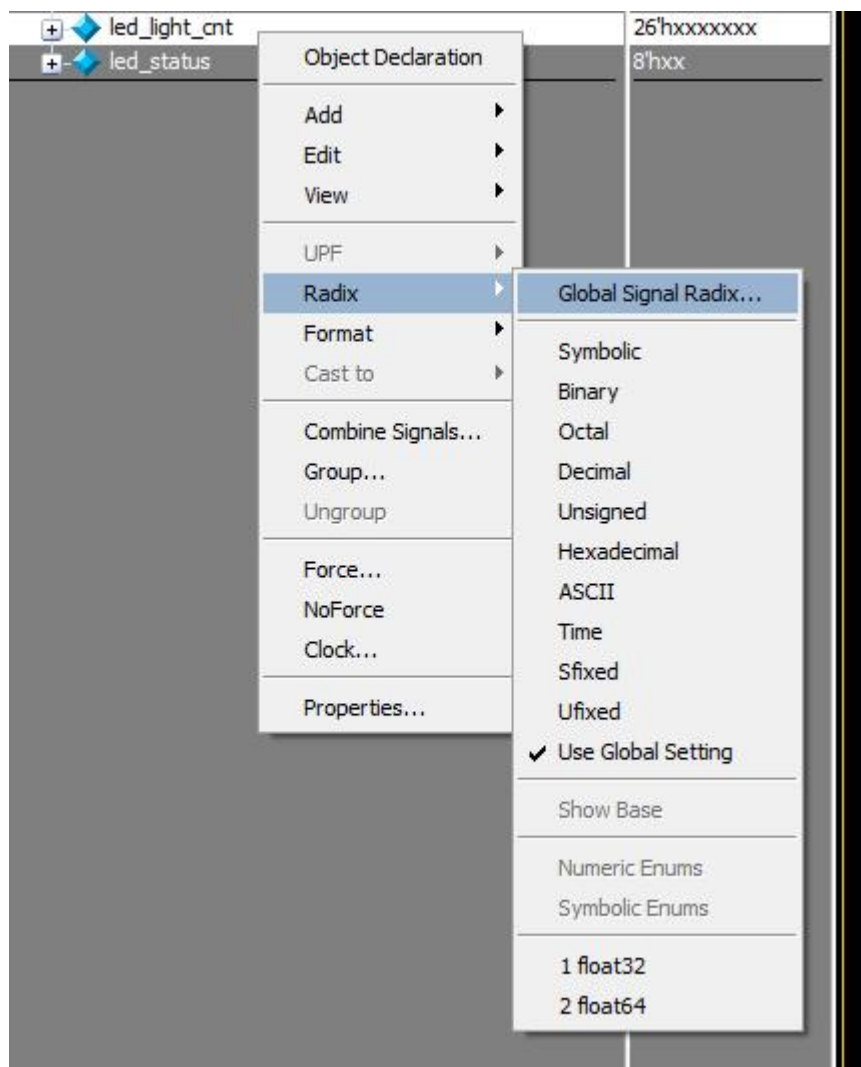 led_light_cnt 26'hxxxxxxx
led_status 8'hxx
Object Declaration
Add
Edit
View
UPF
Radix
Format
Cast to
Combine Signals...
Group...
Ungroup
Force...
NoForce
Clock...
Properties...
Global Signal Radix...
Symbolic
Binary
Octal
Decimal
Unsigned
Hexadecimal
ASCII
Time
Sfixed
Ufixed
Use Global Setting
Show Base
Numeric Enums
Symbolic Enums
1 float32
2 float64